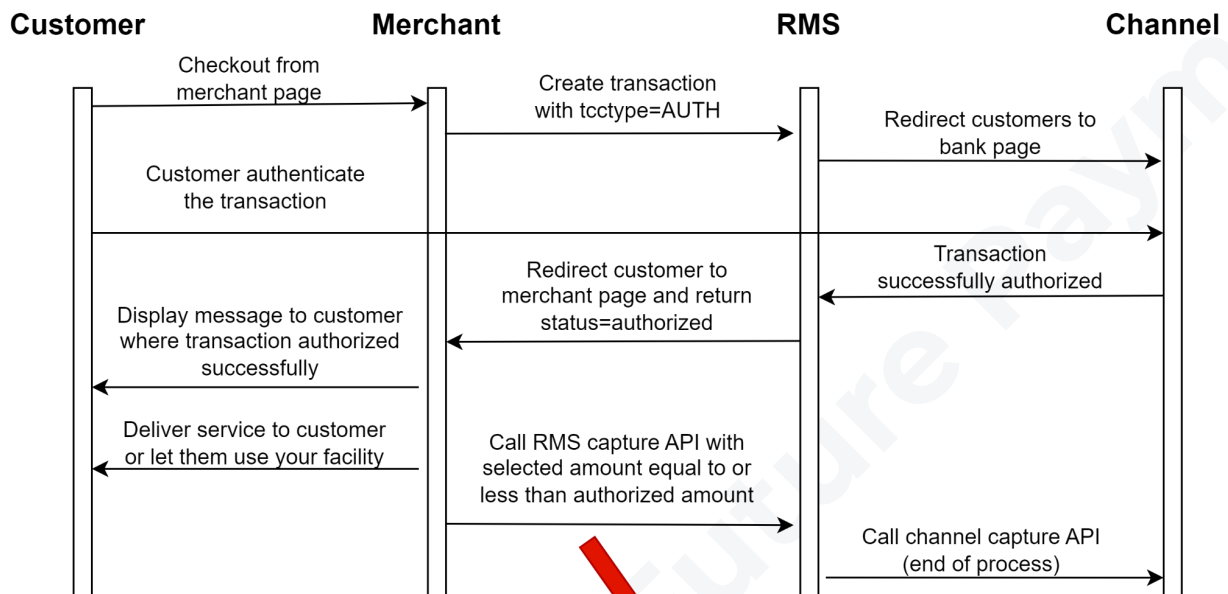 Customer
Merchant
RMS
Channel
Checkout from
merchant page
Create transaction
with tcctype=AUTH
Redirect customers to
bank page
Customer authenticate
the transaction
Transaction
successfully authorized
Redirect customer to
merchant page and return
status=authorized
Display message to customer
where transaction authorized
successfully
Deliver service to customer
or let them use your facility
Call RMS capture API with
selected amount equal to or
less than authorized amount
Call channel capture API
(end of process)
Future Paym